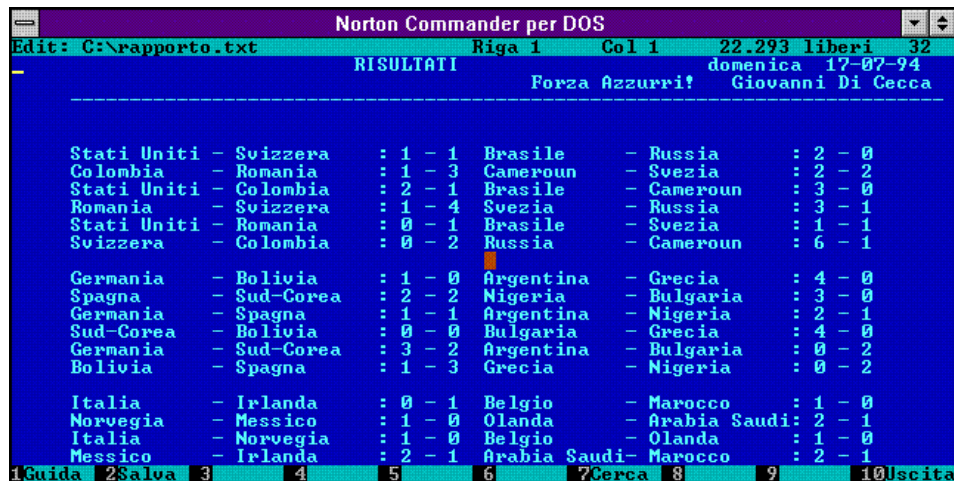 Norton Commander per DOS
Edit: C:\rapporto.txt Riga 1 Col 1 22.293 liberi 32
RISULTATI domenica 17-07-94
Forza Azzurri! Giovanni Di Cecca
Stati Uniti - Svizzera : 1 - 1 Brasile - Russia : 2 - 0
Colombia - Romania : 1 - 3 Cameroun - Svezia : 2 - 2
Stati Uniti - Colombia : 2 - 1 Brasile - Cameroun : 3 - 0
Romania - Svizzera : 1 - 4 Svezia - Russia : 3 - 1
Stati Uniti - Romania : 0 - 1 Brasile - Svezia : 1 - 1
Svizzera - Colombia : 0 - 2 Russia - Cameroun : 6 - 1
Germania - Bolivia : 1 - 0 Argentina - Grecia : 4 - 0
Spagna - Sud-Corea : 2 - 2 Nigeria - Bulgaria : 3 - 0
Germania - Spagna : 1 - 1 Argentina - Nigeria : 2 - 1
Sud-Corea - Bolivia : 0 - 0 Bulgaria - Grecia : 4 - 0
Germania - Sud-Corea : 3 - 2 Argentina - Bulgaria : 0 - 2
Bolivia - Spagna : 1 - 3 Grecia - Nigeria : 0 - 2
Italia - Irlanda : 0 - 1 Belgio - Marocco : 1 - 0
Norvegia - Messico : 1 - 0 Olanda - Arabia Saudi: 2 - 1
Italia - Norvegia : 1 - 0 Belgio - Olanda : 1 - 0
Messico - Irlanda : 2 - 1 Arabia Saudi- Marocco : 2 - 1
1Guida 2Salva 3 4 5 6 7Cerca 8 9 10Uscita